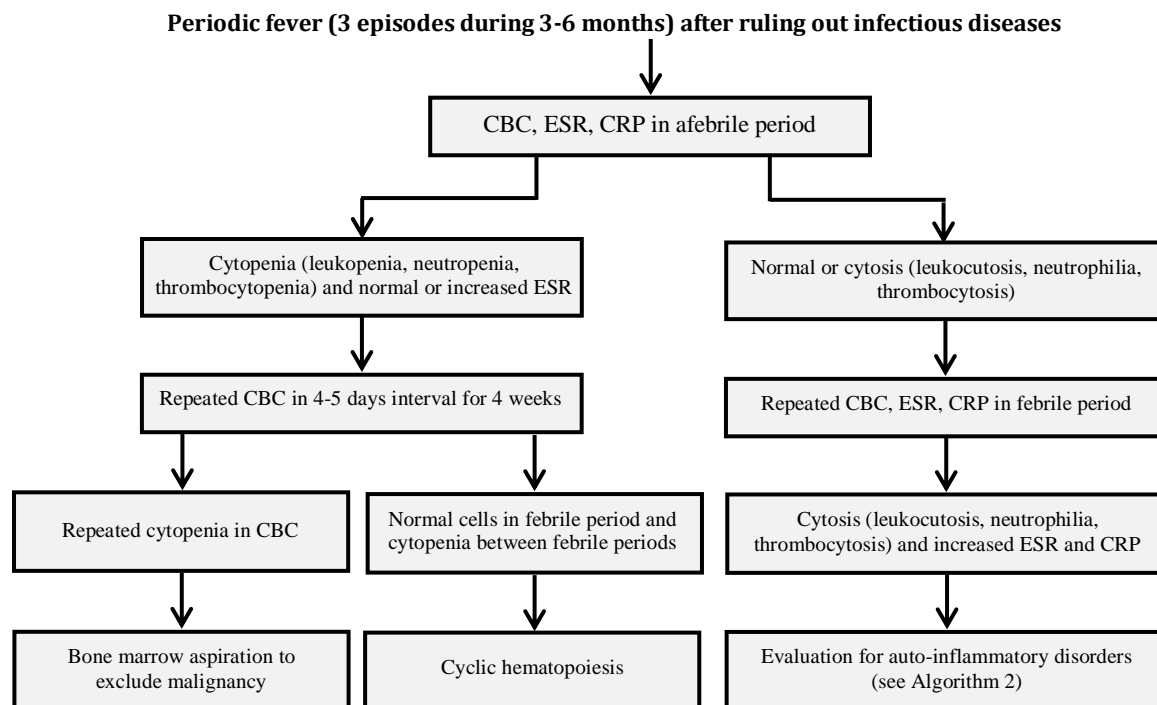 Periodic fever (3 episodes during 3-6 months) after ruling out infectious diseases
CBC, ESR, CRP in afebrile period
Cytopenia (leukopenia, neutropenia,
thrombocytopenia) and normal or increased ESR
Normal or cytosis (leukocutosis, neutrophilia,
thrombocytosis)
Repeated CBC in 4-5 days interval for 4 weeks
Repeated CBC, ESR, CRP in febrile period
Repeated cytopenia in CBC
Normal cells in febrile period and
cytopenia between febrile periods
Cytosis (leukocutosis, neutrophilia,
thrombocytosis) and increased ESR and CRP
Bone marrow aspiration to
exclude malignancy
Cyclic hematopoiesis
Evaluation for auto-inflammatory disorders
(see Algorithm 2)